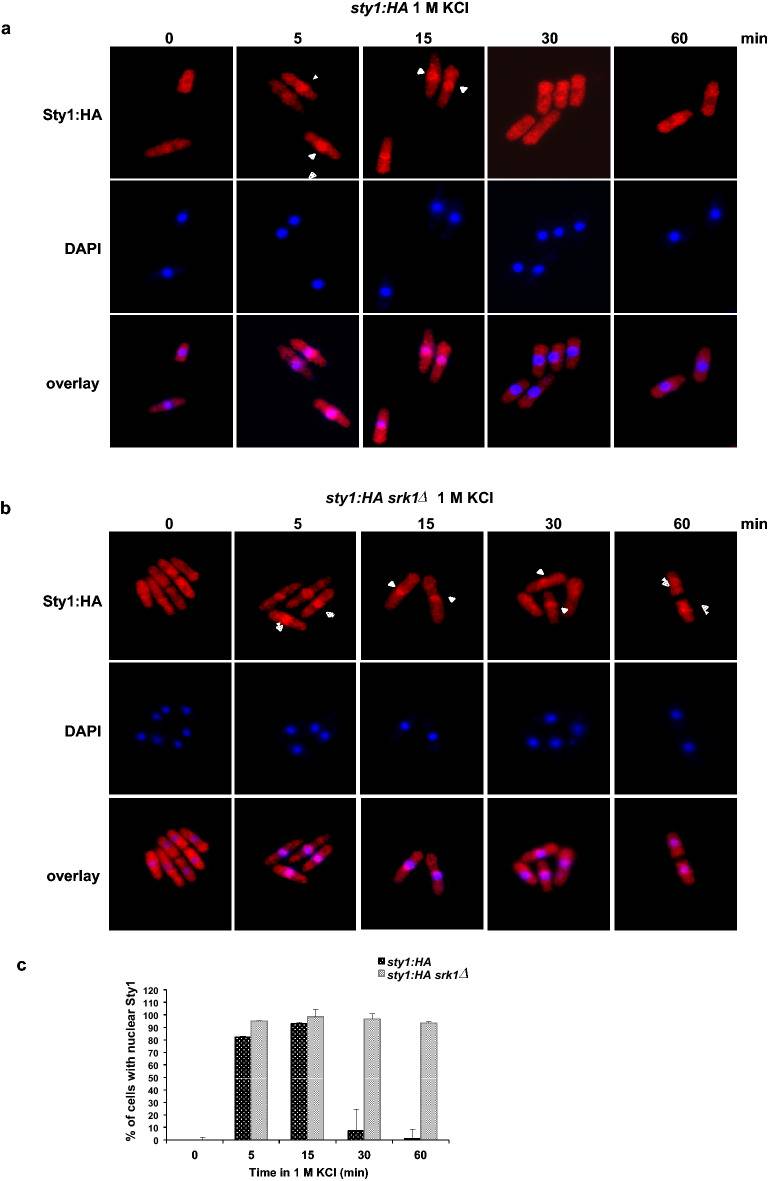 sty1:HA 1 M KCl
a
0 5 15 30 60 min
Sty1:HA
DAPI
overlay
sty1:HA srk1Δ 1 M KCl
b
0 5 15 30 60 min
Sty1:HA
DAPI
overlay
c
sty1:HA
sty1:HA srk1Δ
% of cells with nuclear Sty1
120
110
100
90
80
70
60
50
40
30
20
10
0
0 5 15 30 60
Time in 1 M KCl (min)